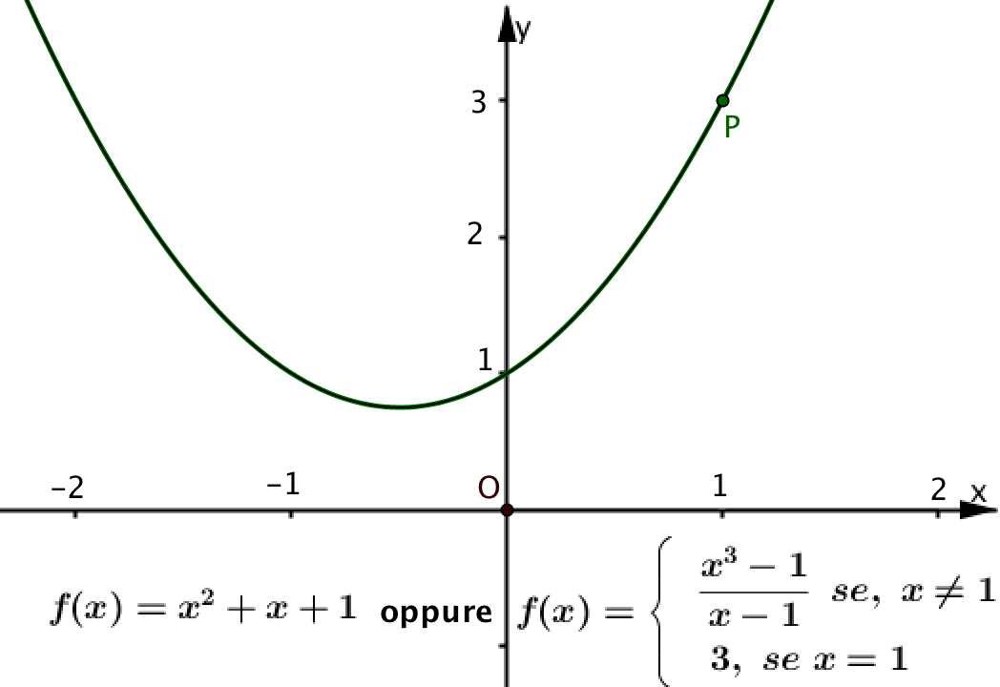 y
3
P
2
1
−2 −1 O 1 2 x
f(x) = x² + x + 1 oppure f(x) = { x³ − 1 / x − 1 se, x ≠ 1
3, se x = 1